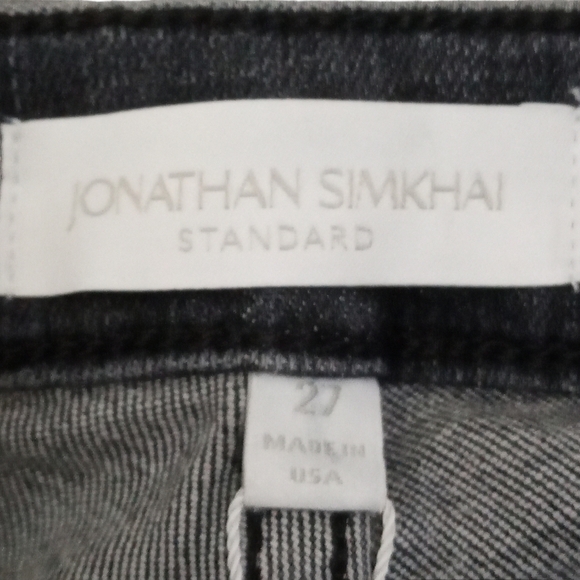 JONATHAN SIMKHAI
STANDARD
27
MADE IN
USA